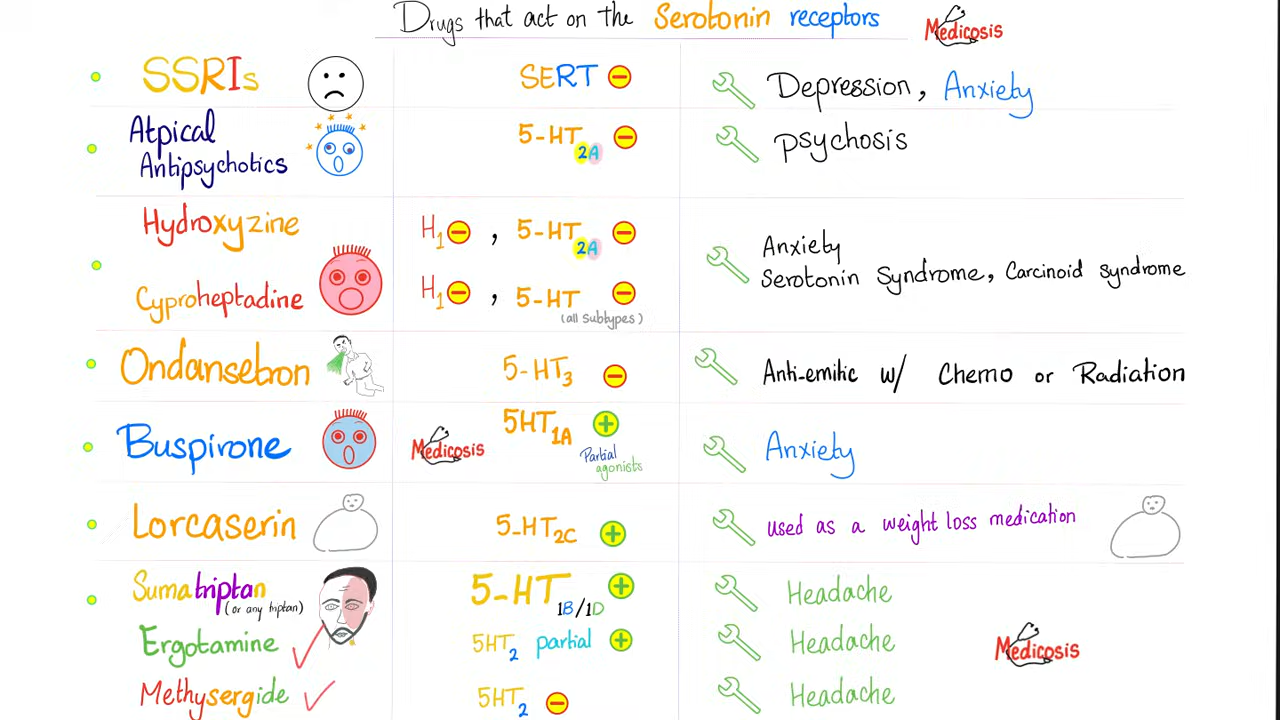 Drugs that act on the Serotonin receptors
Medicosis
SSRIs SERT − Depression, Anxiety
Atpical 5-HT2A − psychosis
Antipsychotics
Hydroxyzine H1 −, 5-HT2A − Anxiety
Serotonin Syndrome, Carcinoid syndrome
Cyproheptadine H1 −, 5-HT −
(all subtypes)
Ondansetron 5-HT3 − Anti-emitic w/ Chemo or Radiation
Buspirone Medicosis 5HT1A + Anxiety
Partial
agonists
Lorcaserin 5-HT2C + used as a weight loss medication
Sumatriptan 5-HT1B/1D + Headache
(or any triptan)
Ergotamine 5HT2 partial + Headache
Medicosis
Methysergide 5HT2 − Headache